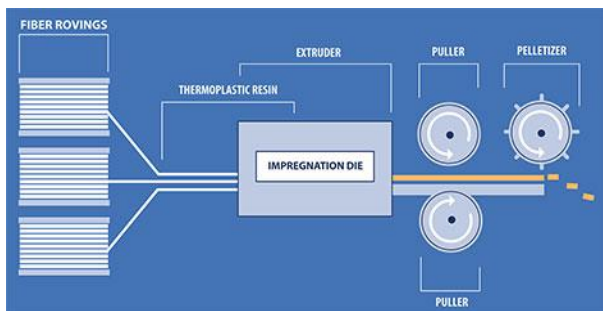 FIBER ROVINGS
EXTRUDER
PULLER
PELLETIZER
THERMOPLASTIC RESIN
IMPREGNATION DIE
PULLER